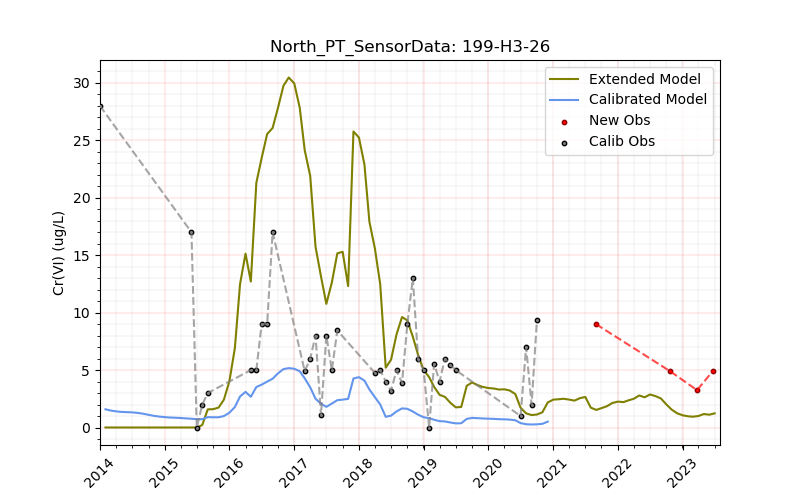 North_PT_SensorData: 199-H3-26
Cr(VI) (ug/L)
30
25
20
15
10
5
0
Extended Model
Calibrated Model
New Obs
Calib Obs
2014
2015
2016
2017
2018
2019
2020
2021
2022
2023